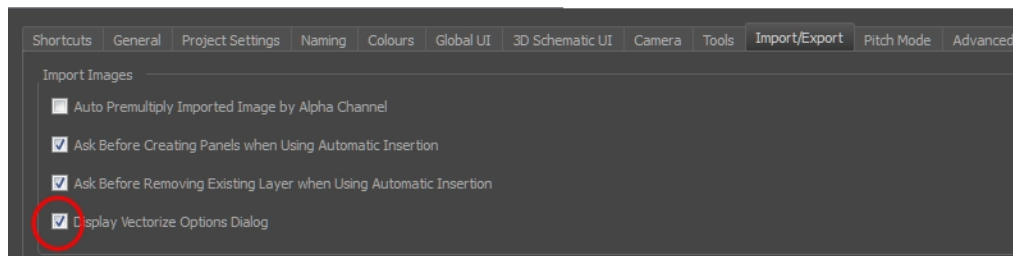 Shortcuts General Project Settings Naming Colours Global UI 3D Schematic UI Camera Tools Import/Export Pitch Mode Advanced
Import Images
Auto Premultiply Imported Image by Alpha Channel
Ask Before Creating Panels when Using Automatic Insertion
Ask Before Removing Existing Layer when Using Automatic Insertion
Display Vectorize Options Dialog